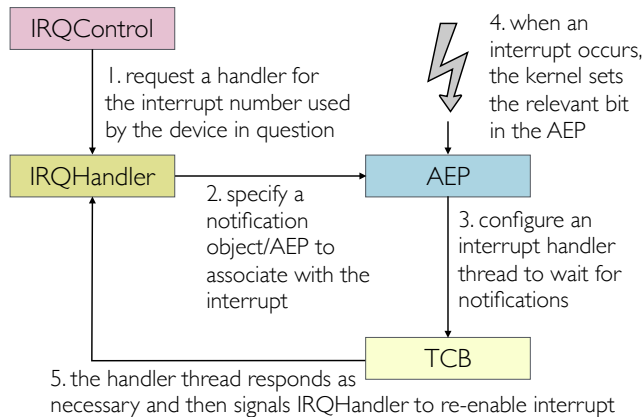 IRQControl
4. when an
interrupt occurs,
the kernel sets
the relevant bit
in the AEP
1. request a handler for
the interrupt number used
by the device in question
IRQHandler
AEP
2. specify a
notification
object/AEP to
associate with the
interrupt
3. configure an
interrupt handler
thread to wait for
notifications
TCB
5. the handler thread responds as
necessary and then signals IRQHandler to re-enable interrupt